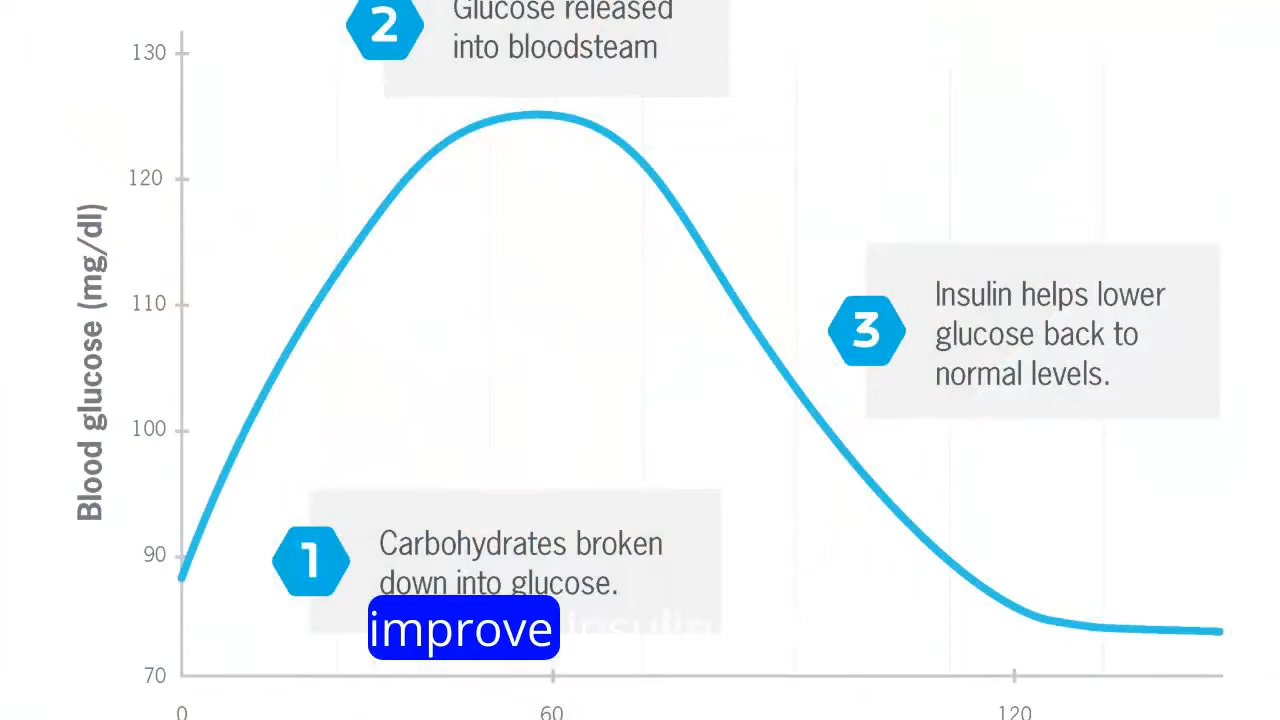 2
Glucose released
into bloodsteam
130
120
110
100
90
70
Blood glucose (mg/dl)
3
Insulin helps lower
glucose back to
normal levels.
1
Carbohydrates broken
down into glucose.
improve insulin
0
60
120